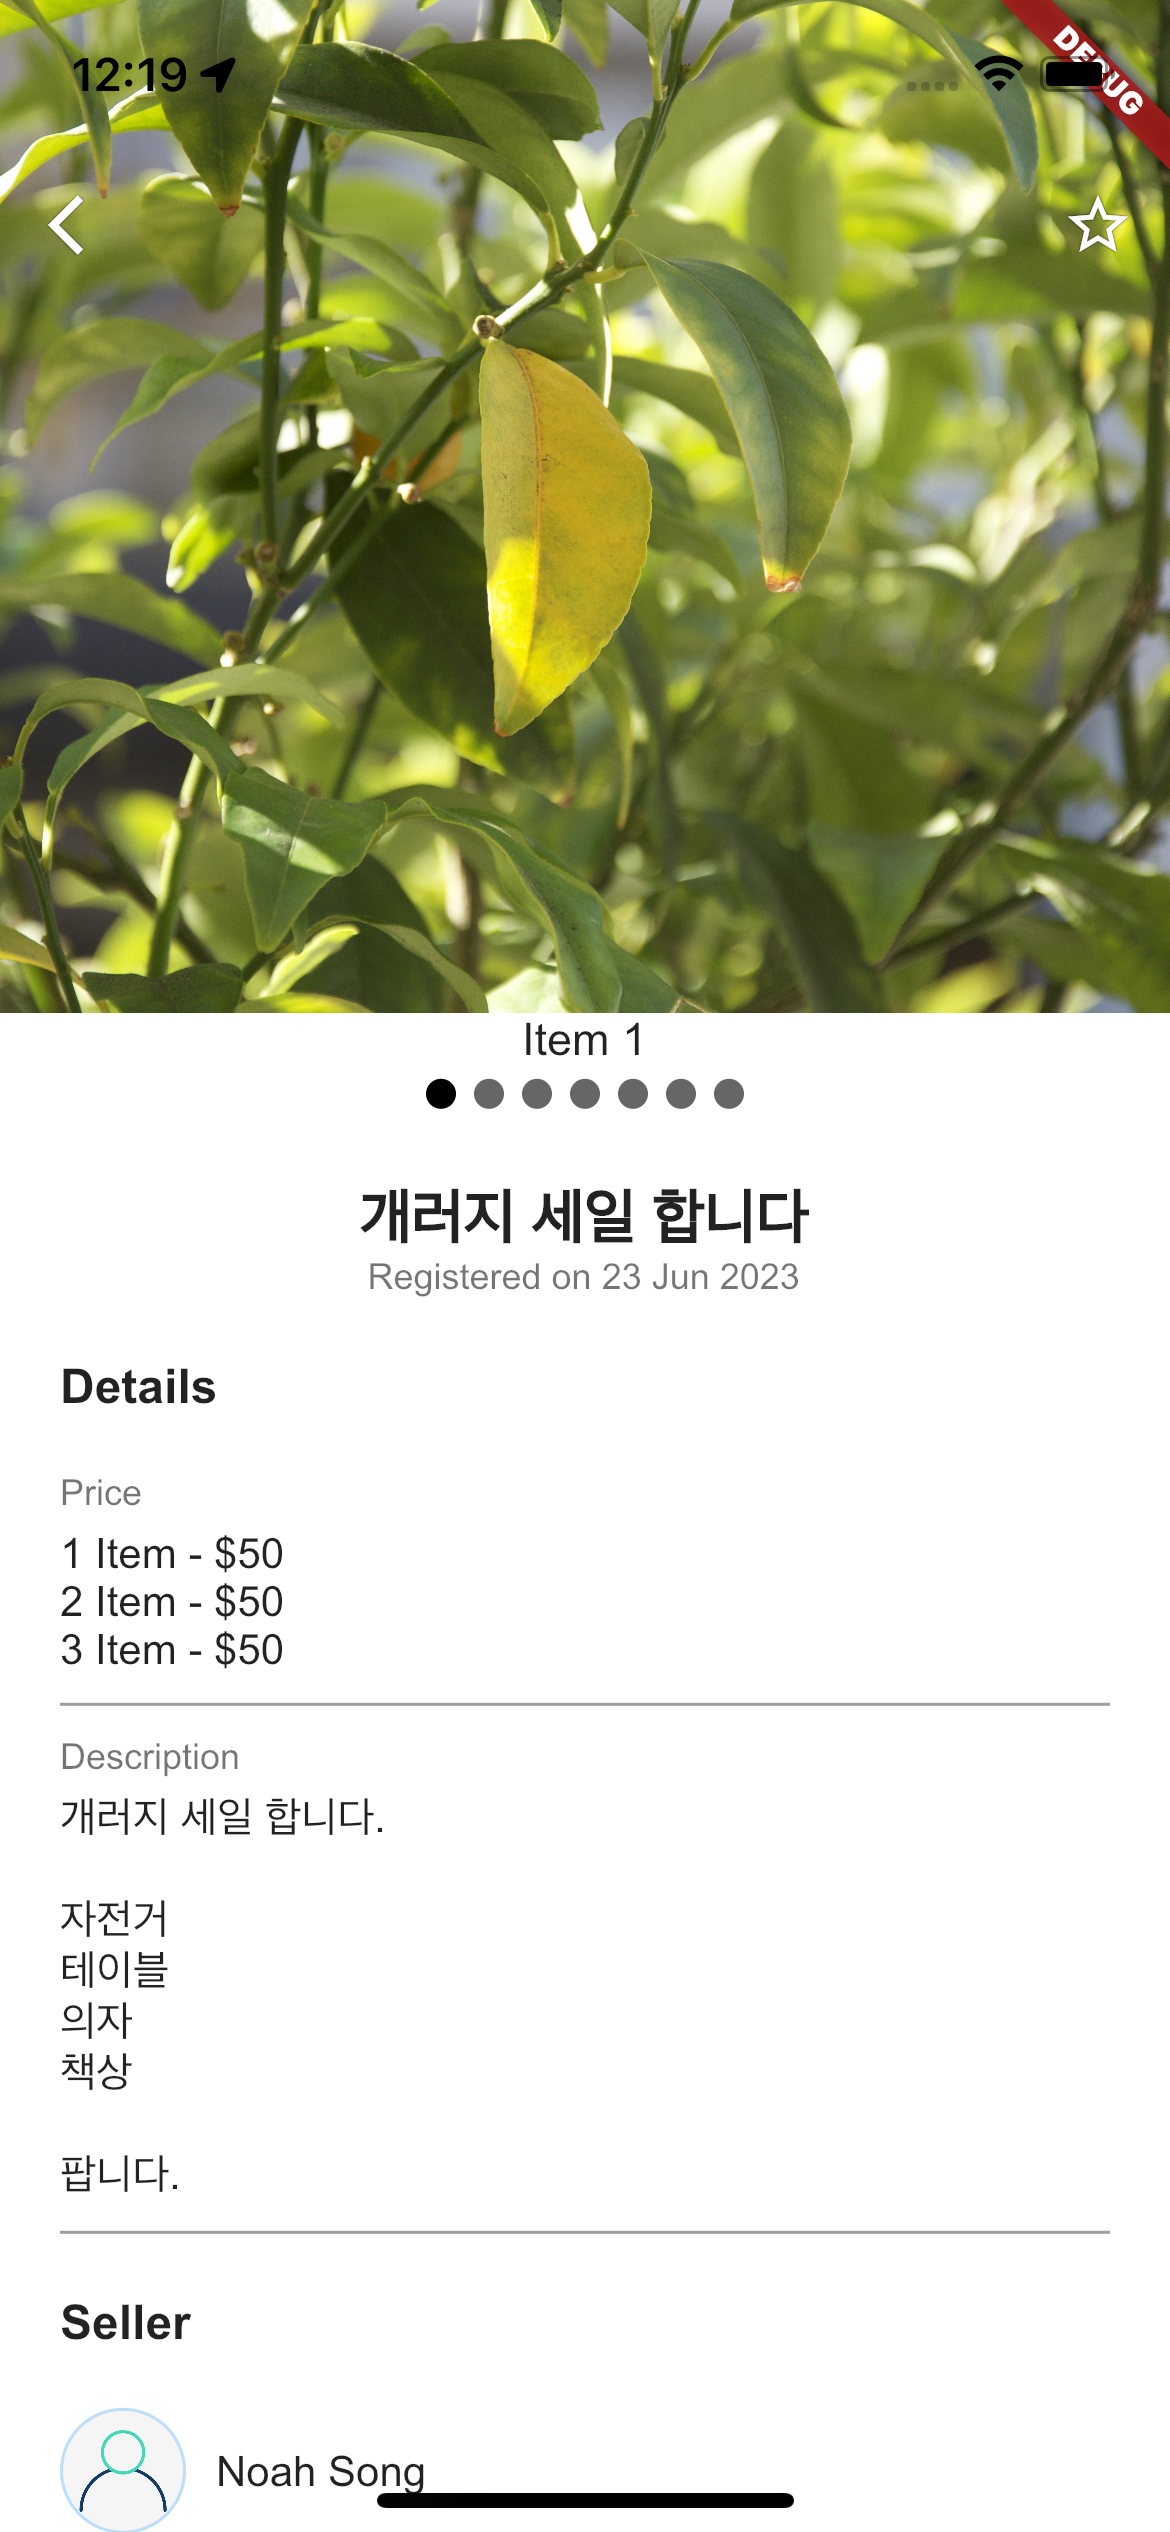 12:19
DEBUG
Item 1
개러지 세일 합니다
Registered on 23 Jun 2023
Details
Price
1 Item - $50
2 Item - $50
3 Item - $50
Description
개러지 세일 합니다.
자전거
테이블
의자
책상
팝니다.
Seller
Noah Song